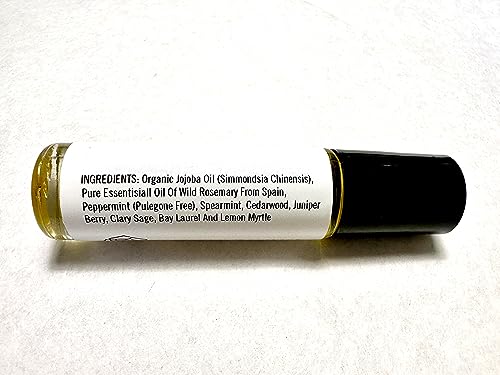 INGREDIENTS: Organic Jojoba Oil (Simmondsia Chinensis),
Pure Essentisiall Oil Of Wild Rosemary From Spain,
Peppermint (Pulegone Free), Spearmint, Cedarwood, Juniper
Berry, Clary Sage, Bay Laurel And Lemon Myrtle